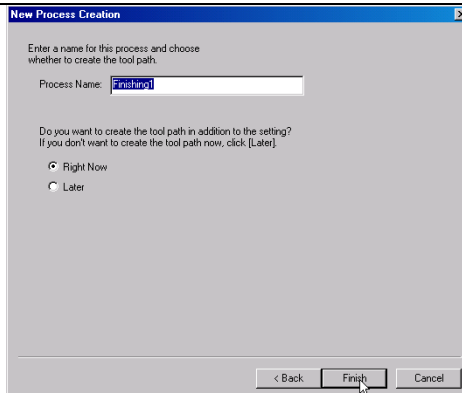 New Process Creation
Enter a name for this process and choose
whether to create the tool path.
Process Name: Finishing1
Do you want to create the tool path in addition to the setting?
If you don't want to create the tool path now, click [Later].
Right Now
Later
< Back Finish Cancel